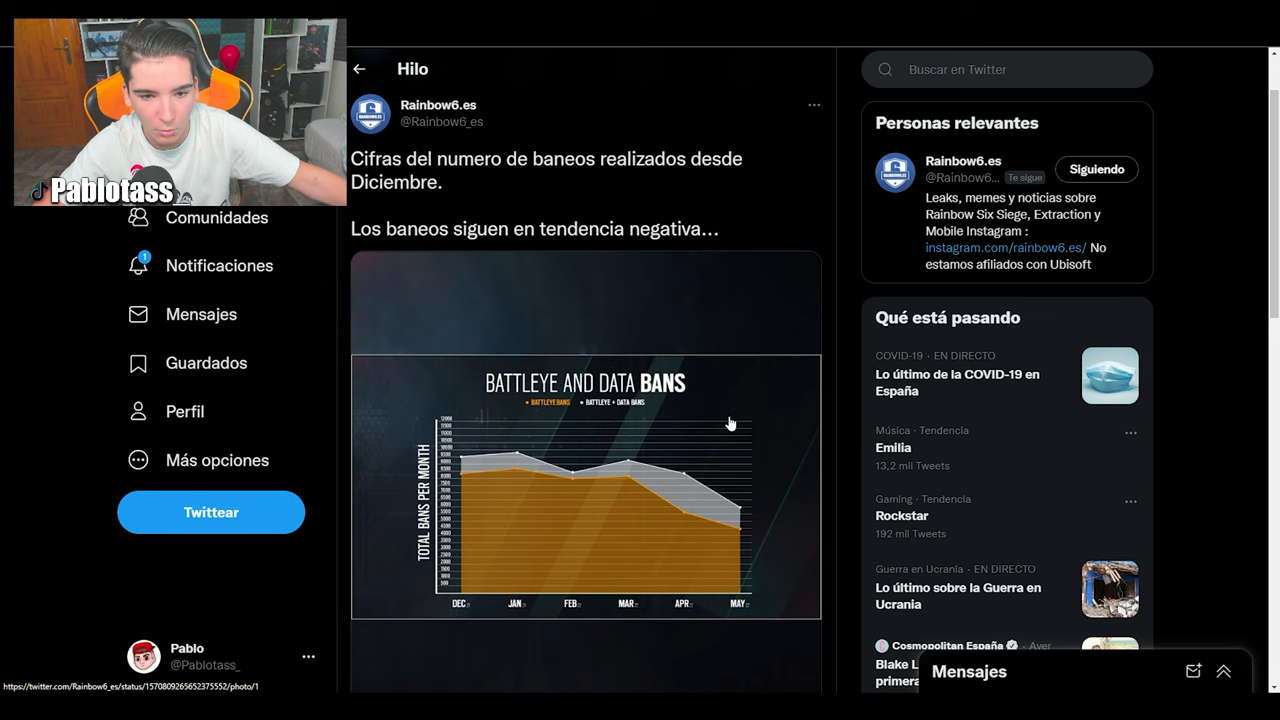 Pablotass_
Comunidades
1
Notificaciones
Mensajes
Guardados
Perfil
Más opciones
Twittear
Pablo
@Pablotass_
https://twitter.com/Rainbow6_es/status/1570809265652375552/photo/1
Hilo
Rainbow6.es
@Rainbow6_es
Cifras del numero de baneos realizados desde
Diciembre.
Los baneos siguen en tendencia negativa...
BATTLEYE AND DATA BANS
BATTLEYE BANS BATTLEYE + DATA BANS
TOTAL BANS PER MONTH
DEC JAN FEB MAR APR MAY
Buscar en Twitter
Personas relevantes
Rainbow6.es
@Rainbow6... Te sigue
Siguiendo
Leaks, memes y noticias sobre
Rainbow Six Siege, Extraction y
Mobile Instagram :
instagram.com/rainbow6.es/ No
estamos afiliados con Ubisoft
Qué está pasando
COVID-19 · EN DIRECTO
Lo último de la COVID-19 en
España
Música · Tendencia
Emilia
13,2 mil Tweets
Gaming · Tendencia
Rockstar
192 mil Tweets
Guerra en Ucrania · EN DIRECTO
Lo último sobre la Guerra en
Ucrania
Cosmopolitan España · Ayer
Blake L
primera
Mensajes